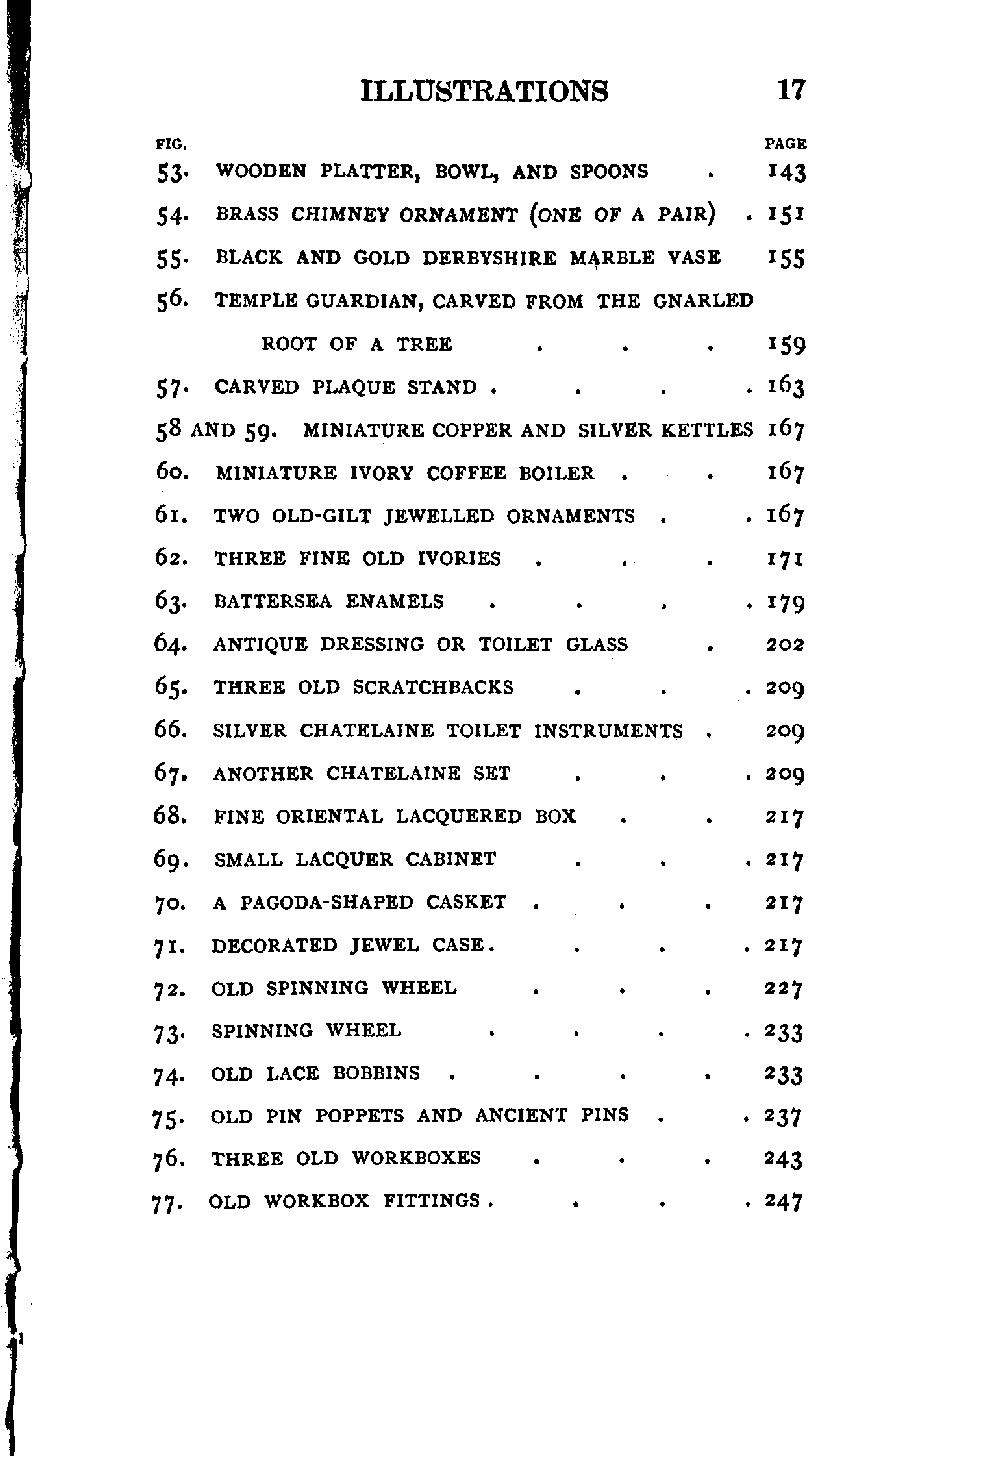 ILLUSTRATIONS 17
FIG. PAGE
53. WOODEN PLATTER, BOWL, AND SPOONS . 143
54. BRASS CHIMNEY ORNAMENT (ONE OF A PAIR) . 151
55. BLACK AND GOLD DERBYSHIRE MARBLE VASE 155
56. TEMPLE GUARDIAN, CARVED FROM THE GNARLED
ROOT OF A TREE . . . 159
57. CARVED PLAQUE STAND . . . . 163
58 AND 59. MINIATURE COPPER AND SILVER KETTLES 167
60. MINIATURE IVORY COFFEE BOILER . . 167
61. TWO OLD-GILT JEWELLED ORNAMENTS . . 167
62. THREE FINE OLD IVORIES . . . 171
63. BATTERSEA ENAMELS . . . . 179
64. ANTIQUE DRESSING OR TOILET GLASS . 202
65. THREE OLD SCRATCHBACKS . . . 209
66. SILVER CHATELAINE TOILET INSTRUMENTS . 209
67. ANOTHER CHATELAINE SET . . . 209
68. FINE ORIENTAL LACQUERED BOX . . 217
69. SMALL LACQUER CABINET . . . 217
70. A PAGODA-SHAPED CASKET . . . 217
71. DECORATED JEWEL CASE . . . . 217
72. OLD SPINNING WHEEL . . . 227
73. SPINNING WHEEL . . . . 233
74. OLD LACE BOBBINS . . . . 233
75. OLD PIN POPPETS AND ANCIENT PINS . . 237
76. THREE OLD WORKBOXES . . . 243
77. OLD WORKBOX FITTINGS . . . . 247